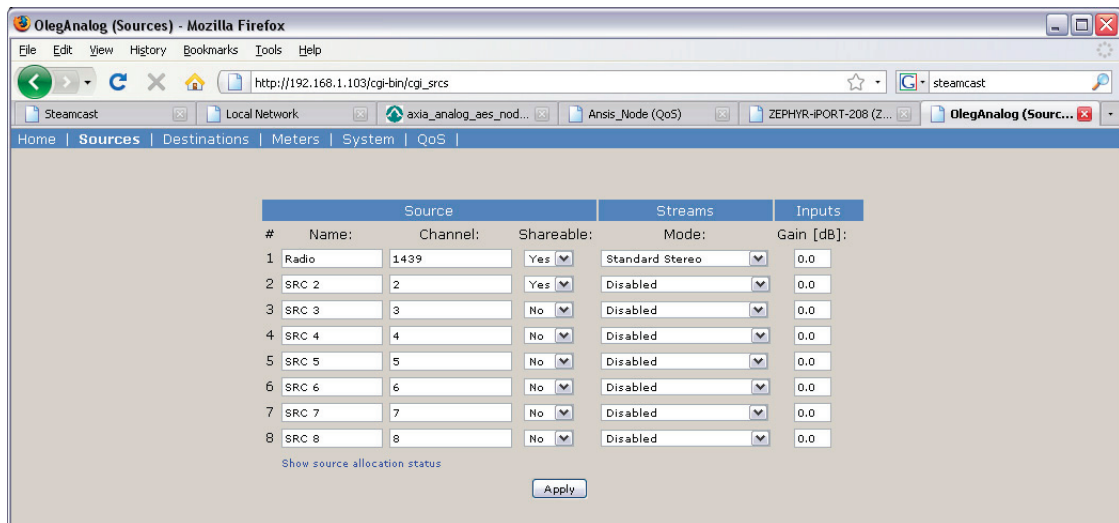 OlegAnalog (Sources) - Mozilla Firefox
File Edit View History Bookmarks Tools Help
http://192.168.1.103/cgi-bin/cgi_srcs
G steamcast
Steamcast Local Network axia_analog_aes_nod... Ansis_Node (QoS) ZEPHYR-iPORT-208 (Z... OlegAnalog (Sourc...
Home | Sources | Destinations | Meters | System | QoS |
Source Streams Inputs
# Name: Channel: Shareable: Mode: Gain [dB]:
1 Radio 1439 Yes Standard Stereo 0.0
2 SRC 2 2 Yes Disabled 0.0
3 SRC 3 3 No Disabled 0.0
4 SRC 4 4 No Disabled 0.0
5 SRC 5 5 No Disabled 0.0
6 SRC 6 6 No Disabled 0.0
7 SRC 7 7 No Disabled 0.0
8 SRC 8 8 No Disabled 0.0
Show source allocation status
Apply